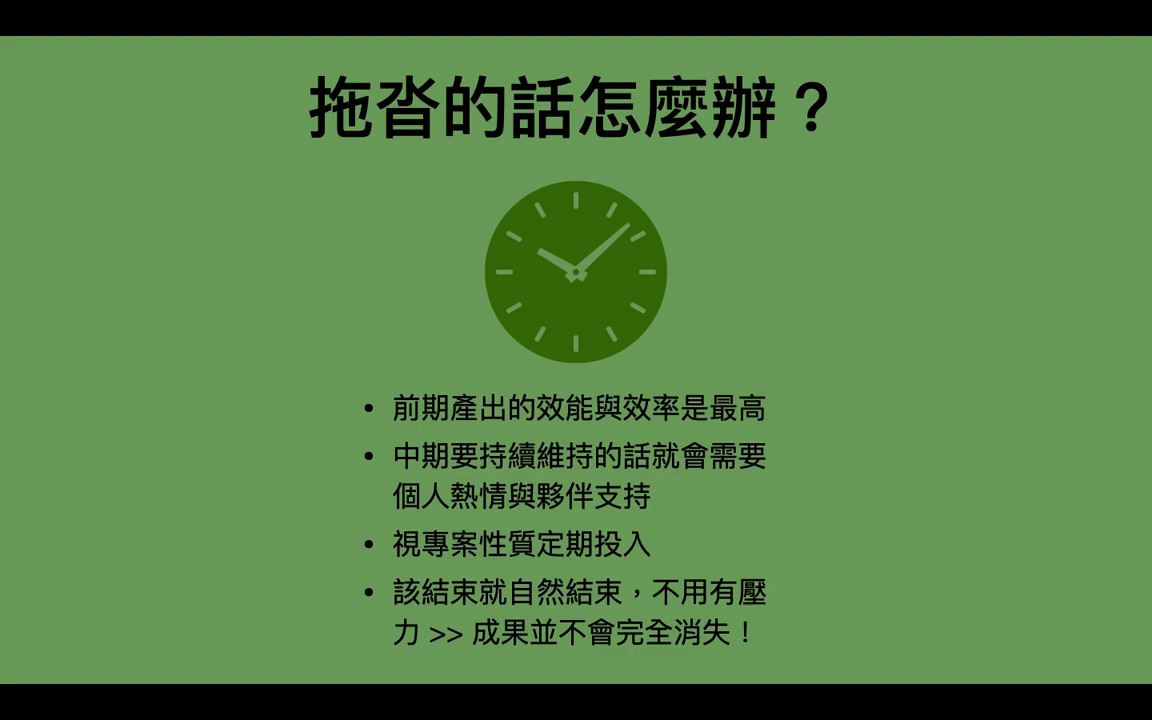 拖沓的話怎麼辦？
• 前期產出的效能與效率是最高
• 中期要持續維持的話就會需要
個人熱情與夥伴支持
• 視專案性質定期投入
• 該結束就自然結束，不用有壓
力 >> 成果並不會完全消失！